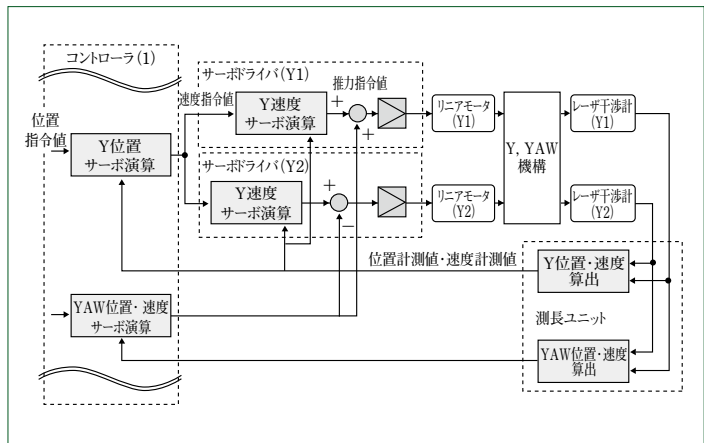 コントローラ(1)
サーボドライバ(Y1)
推力指令値
速度指令値
Y速度
サーボ演算
+
+
リニアモータ
(Y1)
レーザ干渉計
(Y1)
位置
指令値
Y位置
サーボ演算
Y, YAW
機構
サーボドライバ(Y2)
Y速度
サーボ演算
+
−
リニアモータ
(Y2)
レーザ干渉計
(Y2)
位置計測値・速度計測値
Y位置・速度
算出
YAW位置・速度
サーボ演算
測長ユニット
YAW位置・速度
算出